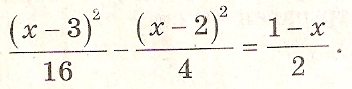 (x − 3)²/16 − (x − 2)²/4 = (1 − x)/2 .